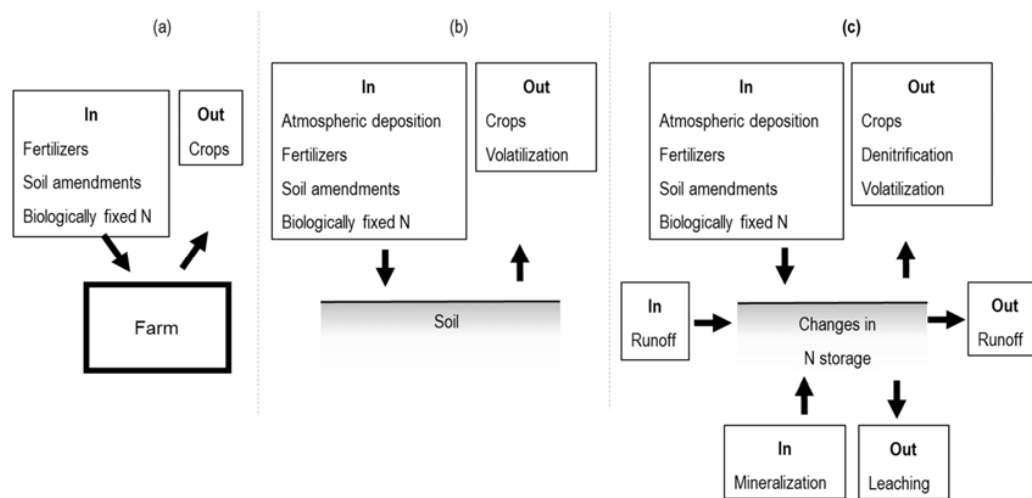 (a)
In
Fertilizers
Soil amendments
Biologically fixed N
Out
Crops
Farm
(b)
In
Atmospheric deposition
Fertilizers
Soil amendments
Biologically fixed N
Out
Crops
Volatilization
Soil
(c)
In
Atmospheric deposition
Fertilizers
Soil amendments
Biologically fixed N
Out
Crops
Denitrification
Volatilization
In
Runoff
Changes in
N storage
Out
Runoff
In
Mineralization
Out
Leaching